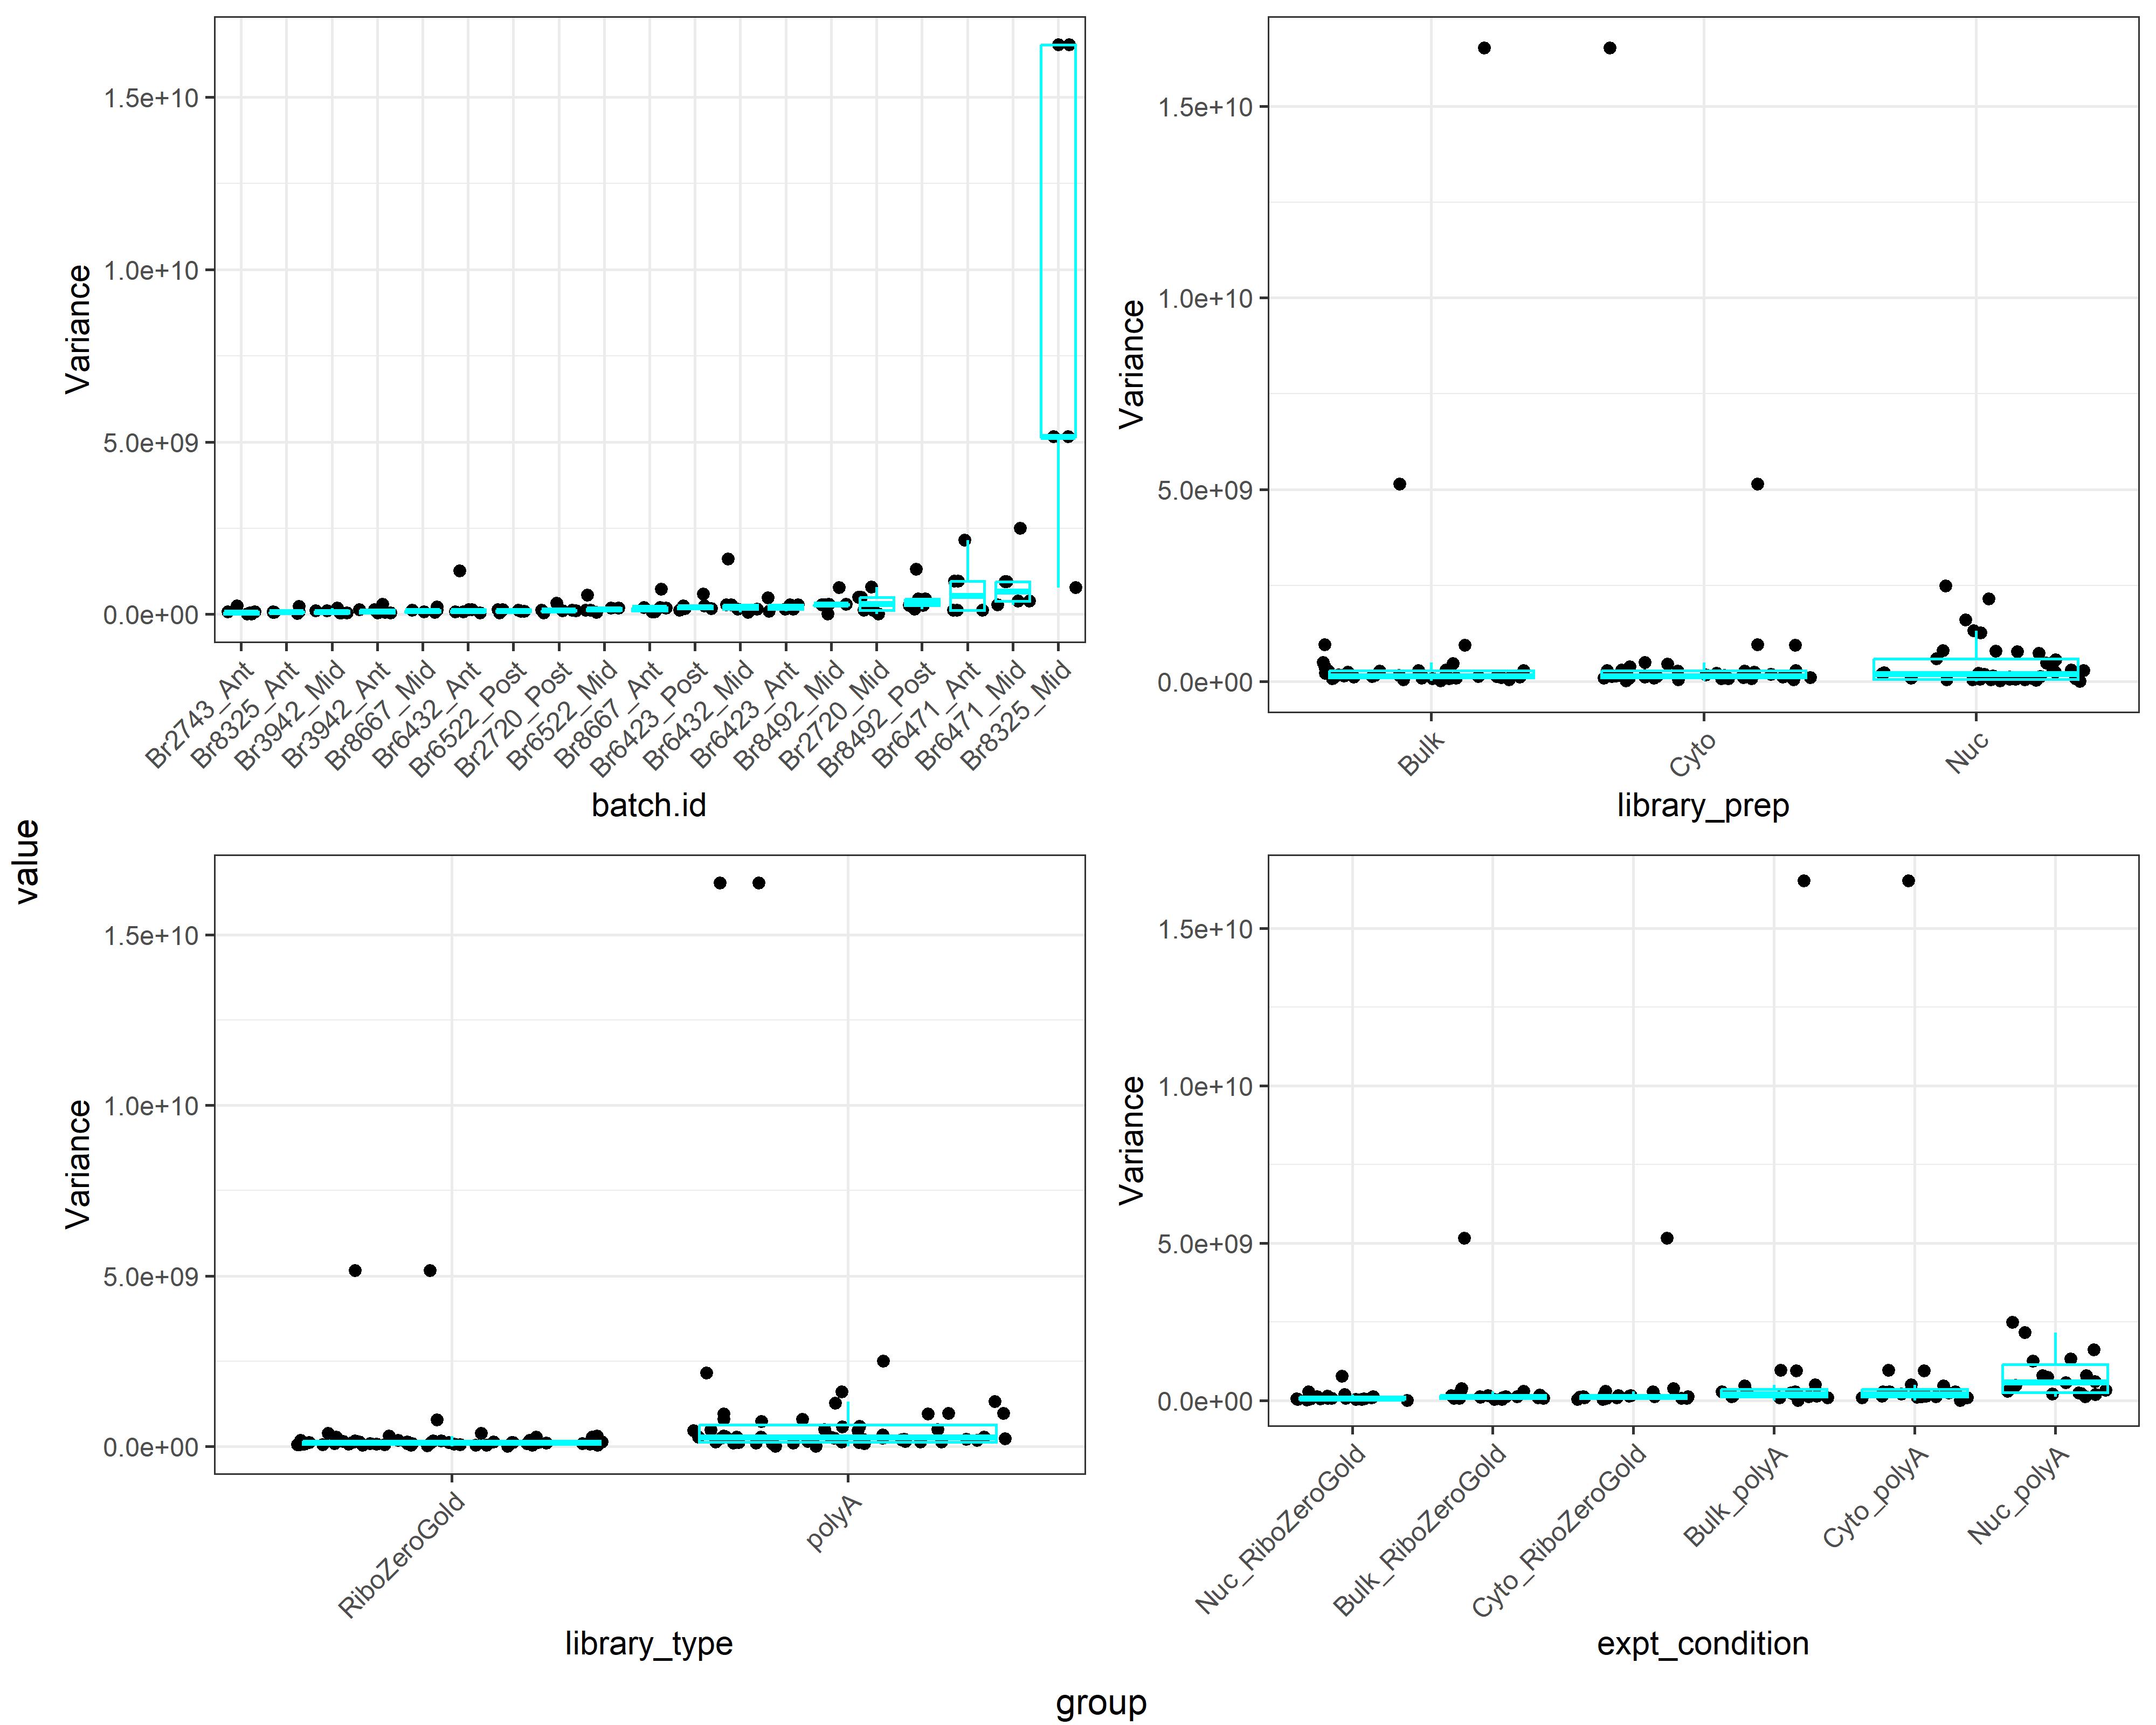 value
Variance
1.5e+10
1.0e+10
5.0e+09
0.0e+00
Br2743_Ant
Br8325_Ant
Br3942_Mid
Br3942_Ant
Br8667_Mid
Br6432_Ant
Br6522_Post
Br2720_Post
Br6522_Mid
Br8667_Ant
Br6423_Post
Br6432_Mid
Br6423_Ant
Br8492_Mid
Br2720_Mid
Br8492_Post
Br6471_Ant
Br6471_Mid
Br8325_Mid
batch.id
Variance
1.5e+10
1.0e+10
5.0e+09
0.0e+00
Bulk
Cyto
Nuc
library_prep
Variance
1.5e+10
1.0e+10
5.0e+09
0.0e+00
RiboZeroGold
polyA
library_type
Variance
1.5e+10
1.0e+10
5.0e+09
0.0e+00
Nuc_RiboZeroGold
Bulk_RiboZeroGold
Cyto_RiboZeroGold
Bulk_polyA
Cyto_polyA
Nuc_polyA
expt_condition
group